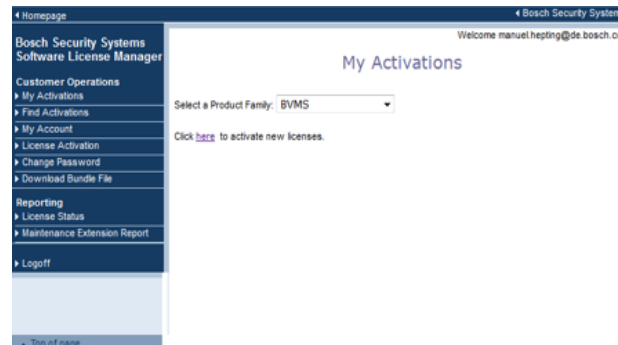 Homepage
Bosch Security System
Welcome manuel.hepting@de.bosch.c
Bosch Security Systems
Software License Manager
Customer Operations
My Activations
Find Activations
My Account
License Activation
Change Password
Download Bundle File
Reporting
License Status
Maintenance Extension Report
Logoff
Top of page
My Activations
Select a Product Family: BVMS
Click here to activate new licenses.